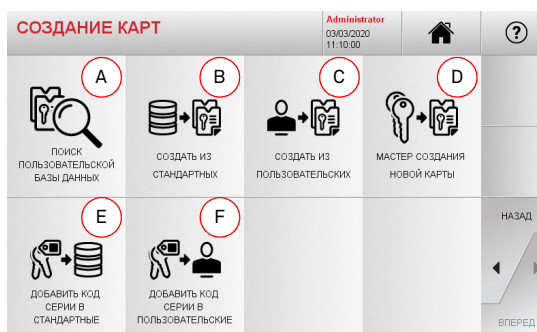 СОЗДАНИЕ КАРТ
Administrator
03/03/2020
11:10:00
?
A
B
C
D
ПОИСК
ПОЛЬЗОВАТЕЛЬСКОЙ
БАЗЫ ДАННЫХ
СОЗДАТЬ ИЗ
СТАНДАРТНЫХ
СОЗДАТЬ ИЗ
ПОЛЬЗОВАТЕЛЬСКИХ
МАСТЕР СОЗДАНИЯ
НОВОЙ КАРТЫ
E
F
ДОБАВИТЬ КОД
СЕРИИ В
СТАНДАРТНЫЕ
ДОБАВИТЬ КОД
СЕРИИ В
ПОЛЬЗОВАТЕЛЬСКИЕ
НАЗАД
ВПЕРЕД